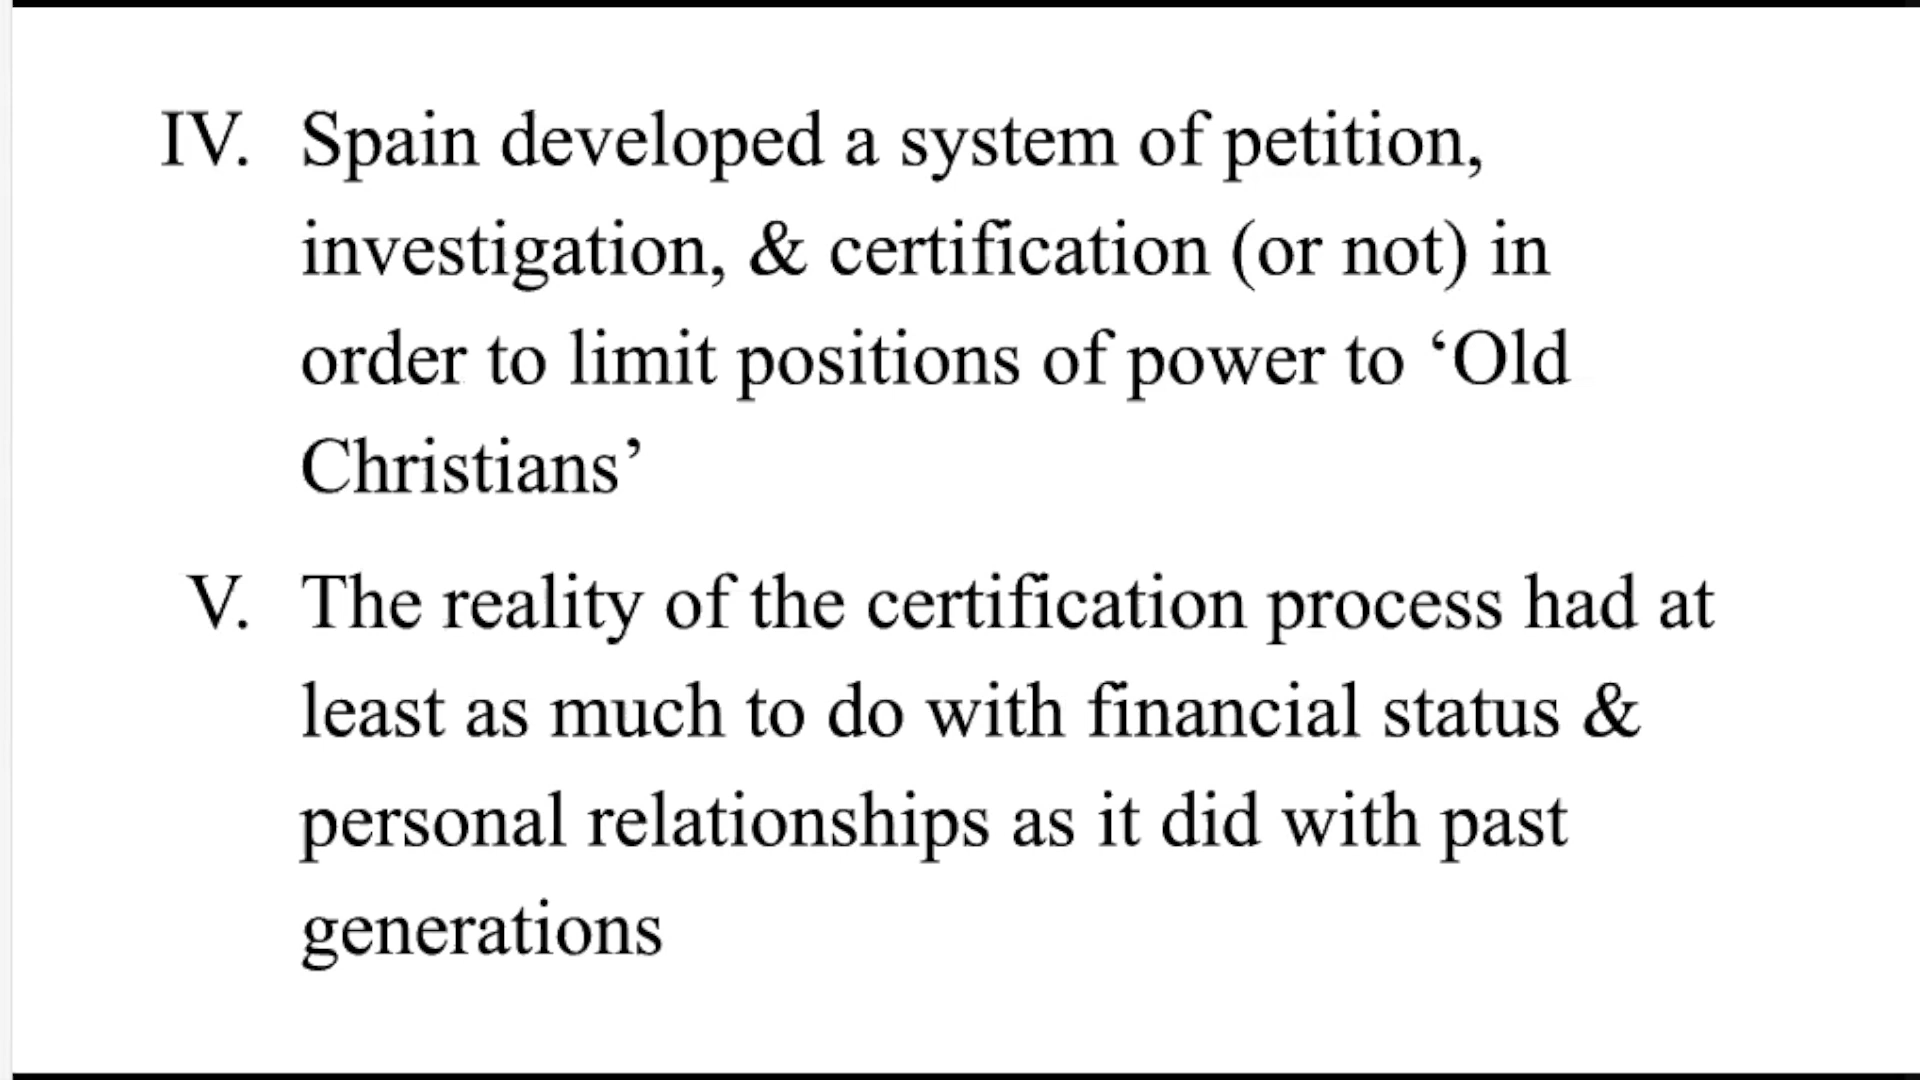 IV. Spain developed a system of petition,
investigation, & certification (or not) in
order to limit positions of power to ‘Old
Christians’
V. The reality of the certification process had at
least as much to do with financial status &
personal relationships as it did with past
generations